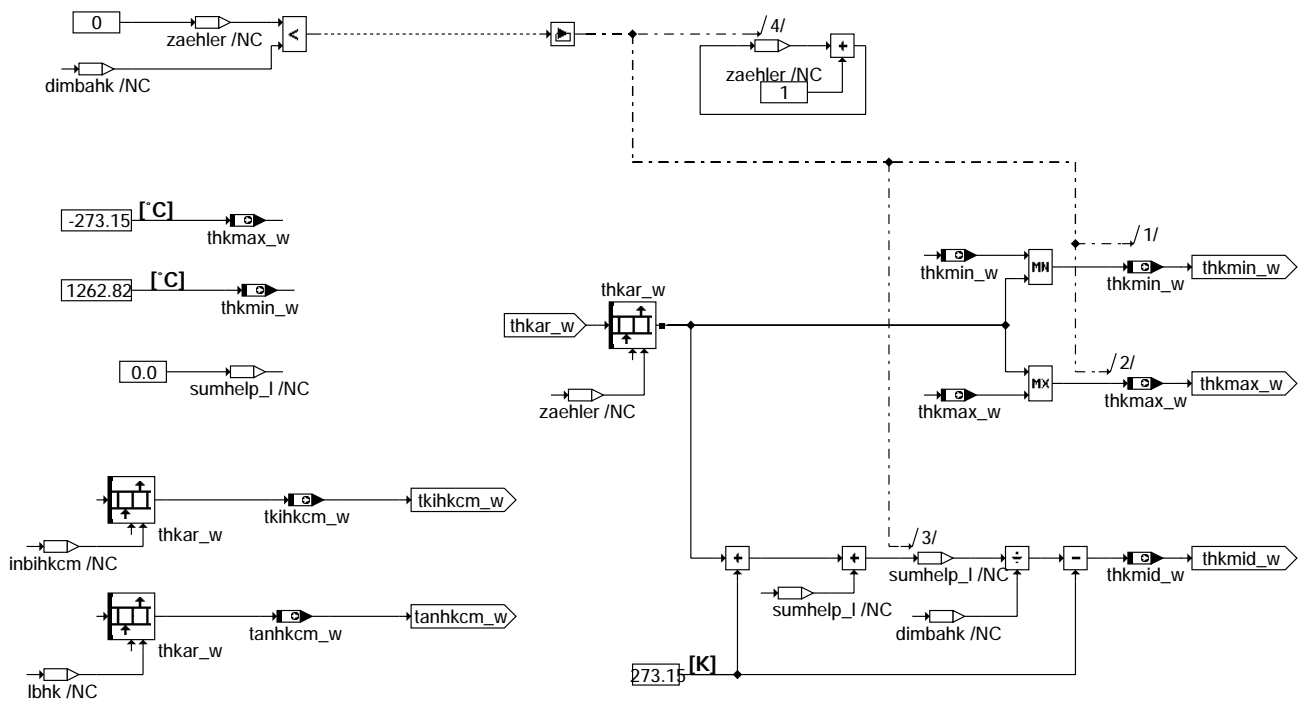 0
zaehler /NC
<
dimbahk /NC
/4/
zaehler /NC
+
1
-273.15
[°C]
thkmax_w
1262.82
[°C]
thkmin_w
0.0
sumhelp_l /NC
thkar_w
thkar_w
zaehler /NC
/1/
thkmin_w
MN
thkmin_w
thkmin_w
/2/
thkmax_w
MX
thkmax_w
thkmax_w
thkar_w
tkihkcm_w
tkihkcm_w
inbihkcm /NC
thkar_w
tanhkcm_w
tanhkcm_w
lbhk /NC
+
+
/3/
sumhelp_l /NC
sumhelp_l /NC
÷
dimbahk /NC
-
thkmid_w
thkmid_w
273.15
[K]